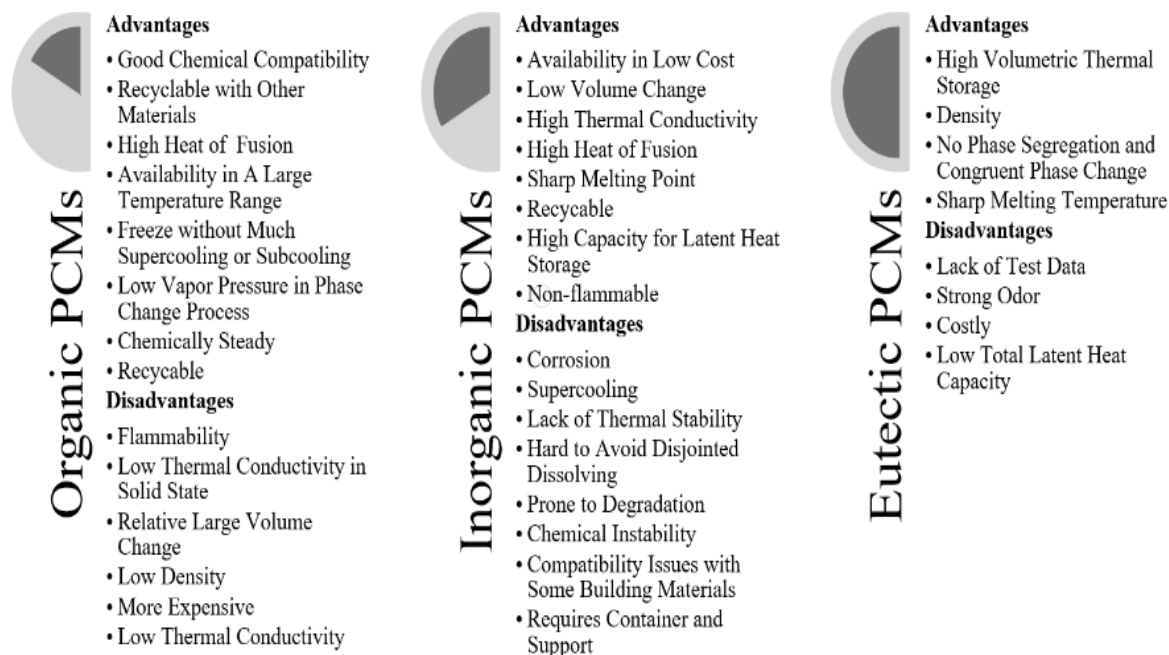 Organic PCMs
Advantages
• Good Chemical Compatibility
• Recyclable with Other
Materials
• High Heat of Fusion
• Availability in A Large
Temperature Range
• Freeze without Much
Supercooling or Subcooling
• Low Vapor Pressure in Phase
Change Process
• Chemically Steady
• Recycable
Disadvantages
• Flammability
• Low Thermal Conductivity in
Solid State
• Relative Large Volume
Change
• Low Density
• More Expensive
• Low Thermal Conductivity
Inorganic PCMs
Advantages
• Availability in Low Cost
• Low Volume Change
• High Thermal Conductivity
• High Heat of Fusion
• Sharp Melting Point
• Recycable
• High Capacity for Latent Heat
Storage
• Non-flammable
Disadvantages
• Corrosion
• Supercooling
• Lack of Thermal Stability
• Hard to Avoid Disjointed
Dissolving
• Prone to Degradation
• Chemical Instability
• Compatibility Issues with
Some Building Materials
• Requires Container and
Support
Eutectic PCMs
Advantages
• High Volumetric Thermal
Storage
• Density
• No Phase Segregation and
Congruent Phase Change
• Sharp Melting Temperature
Disadvantages
• Lack of Test Data
• Strong Odor
• Costly
• Low Total Latent Heat
Capacity